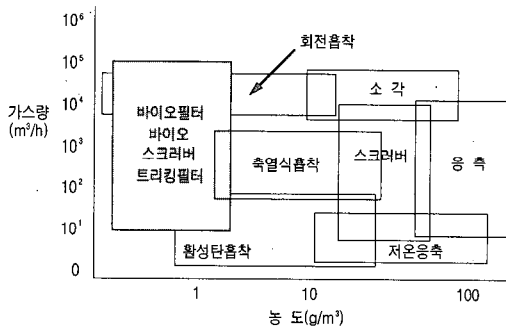 10⁶
10⁵
10⁴
10³
10²
10¹
0
가스량
(m³/h)
회전흡착
소 각
바이오필터
바이오
스크러버
트리킹필터
축열식흡착
스크러버
응 축
활성탄흡착
저온응축
1
10
100
농 도(g/m³)